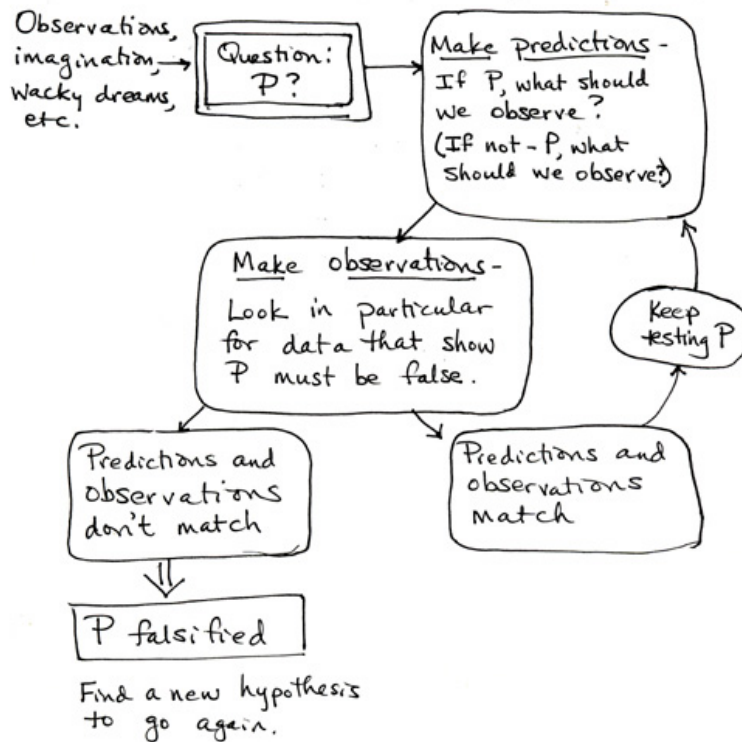 Observations,
imagination,
wacky dreams,
etc.
Question:
P?
Make predictions -
If P, what should
we observe?
(If not-P, what
should we observe?)
Make observations-
Look in particular
for data that show
P must be false.
Keep
testing P
Predictions and
observations
don't match
Predictions and
observations
match
P falsified
Find a new hypothesis
to go again.